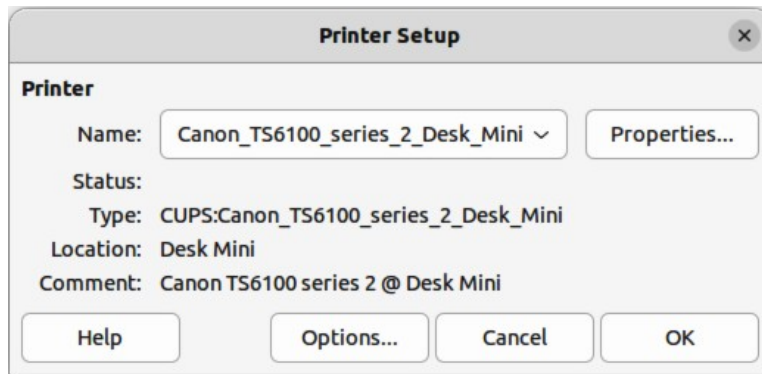 Printer Setup
Printer
Name: Canon_TS6100_series_2_Desk_Mini Properties...
Status:
Type: CUPS:Canon_TS6100_series_2_Desk_Mini
Location: Desk Mini
Comment: Canon TS6100 series 2 @ Desk Mini
Help Options... Cancel OK